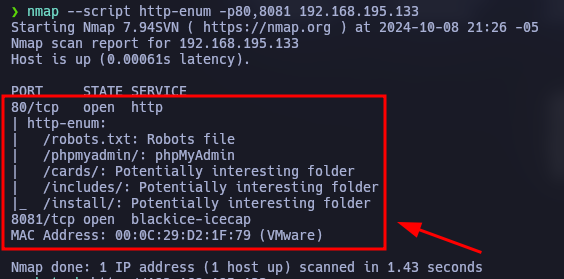 ❯ nmap --script http-enum -p80,8081 192.168.195.133
Starting Nmap 7.94SVN ( https://nmap.org ) at 2024-10-08 21:26 -05
Nmap scan report for 192.168.195.133
Host is up (0.00061s latency).
PORT     STATE SERVICE
80/tcp   open  http
| http-enum:
|   /robots.txt: Robots file
|   /phpmyadmin/: phpMyAdmin
|   /cards/: Potentially interesting folder
|   /includes/: Potentially interesting folder
|_  /install/: Potentially interesting folder
8081/tcp open  blackice-icecap
MAC Address: 00:0C:29:D2:1F:79 (VMware)
Nmap done: 1 IP address (1 host up) scanned in 1.43 seconds